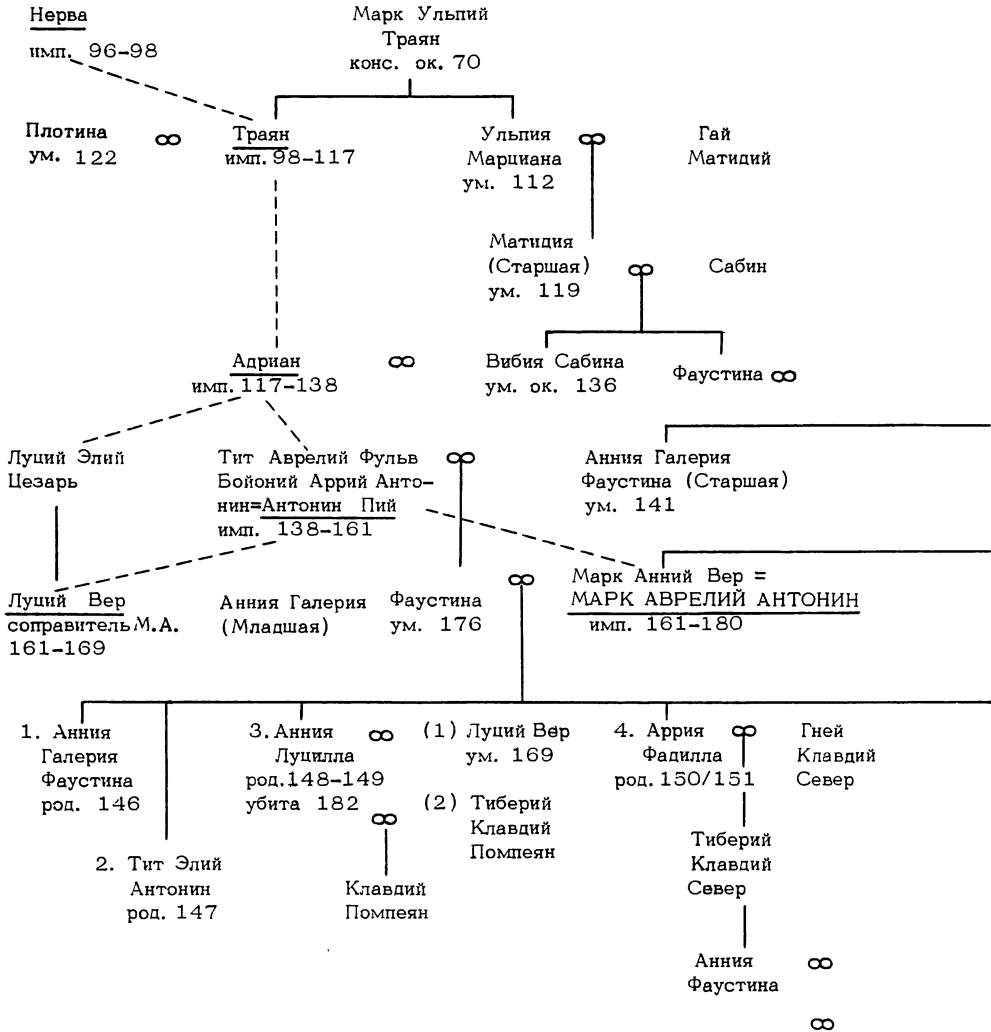 Нерва
имп. 96-98
Марк Ульпий
Траян
конс. ок. 70
Плотина
ум. 122
∞
Траян
имп. 98-117
Ульпия
Марциана
ум. 112
∞
Гай
Матидий
Матидия
(Старшая)
ум. 119
∞
Сабин
Адриан
имп. 117-138
∞
Вибия Сабина
ум. ок. 136
Фаустина ∞
Луций Элий
Цезарь
Тит Аврелий Фульв
Бойоний Аррий Анто-
нин=Антонин Пий
имп. 138-161
∞
Анния Галерия
Фаустина (Старшая)
ум. 141
Луций Вер
соправитель М.А.
161-169
Анния Галерия
(Младшая)
Фаустина
ум. 176
∞
Марк Анний Вер =
МАРК АВРЕЛИЙ АНТОНИН
имп. 161-180
1. Анния
Галерия
Фаустина
род. 146
2. Тит Элий
Антонин
род. 147
3. Анния
Луцилла
род. 148-149
убита 182
∞
(1) Луций Вер
ум. 169
∞
(2) Тиберий
Клавдий
Помпеян
Клавдий
Помпеян
4. Аррия
Фадилла
род. 150/151
∞
Гней
Клавдий
Север
Тиберий
Клавдий
Север
Анния
Фаустина
∞
∞